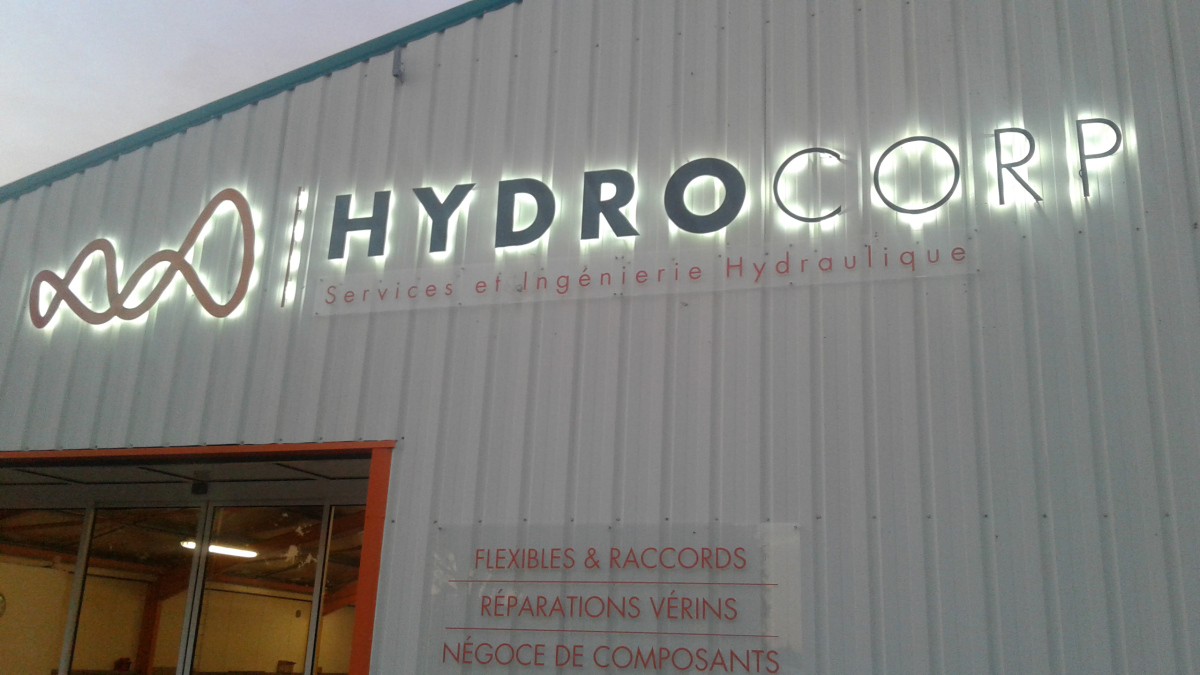 HYDROCORP
Services et Ingénierie Hydraulique
FLEXIBLES & RACCORDS
RÉPARATIONS VÉRINS
NÉGOCE DE COMPOSANTS